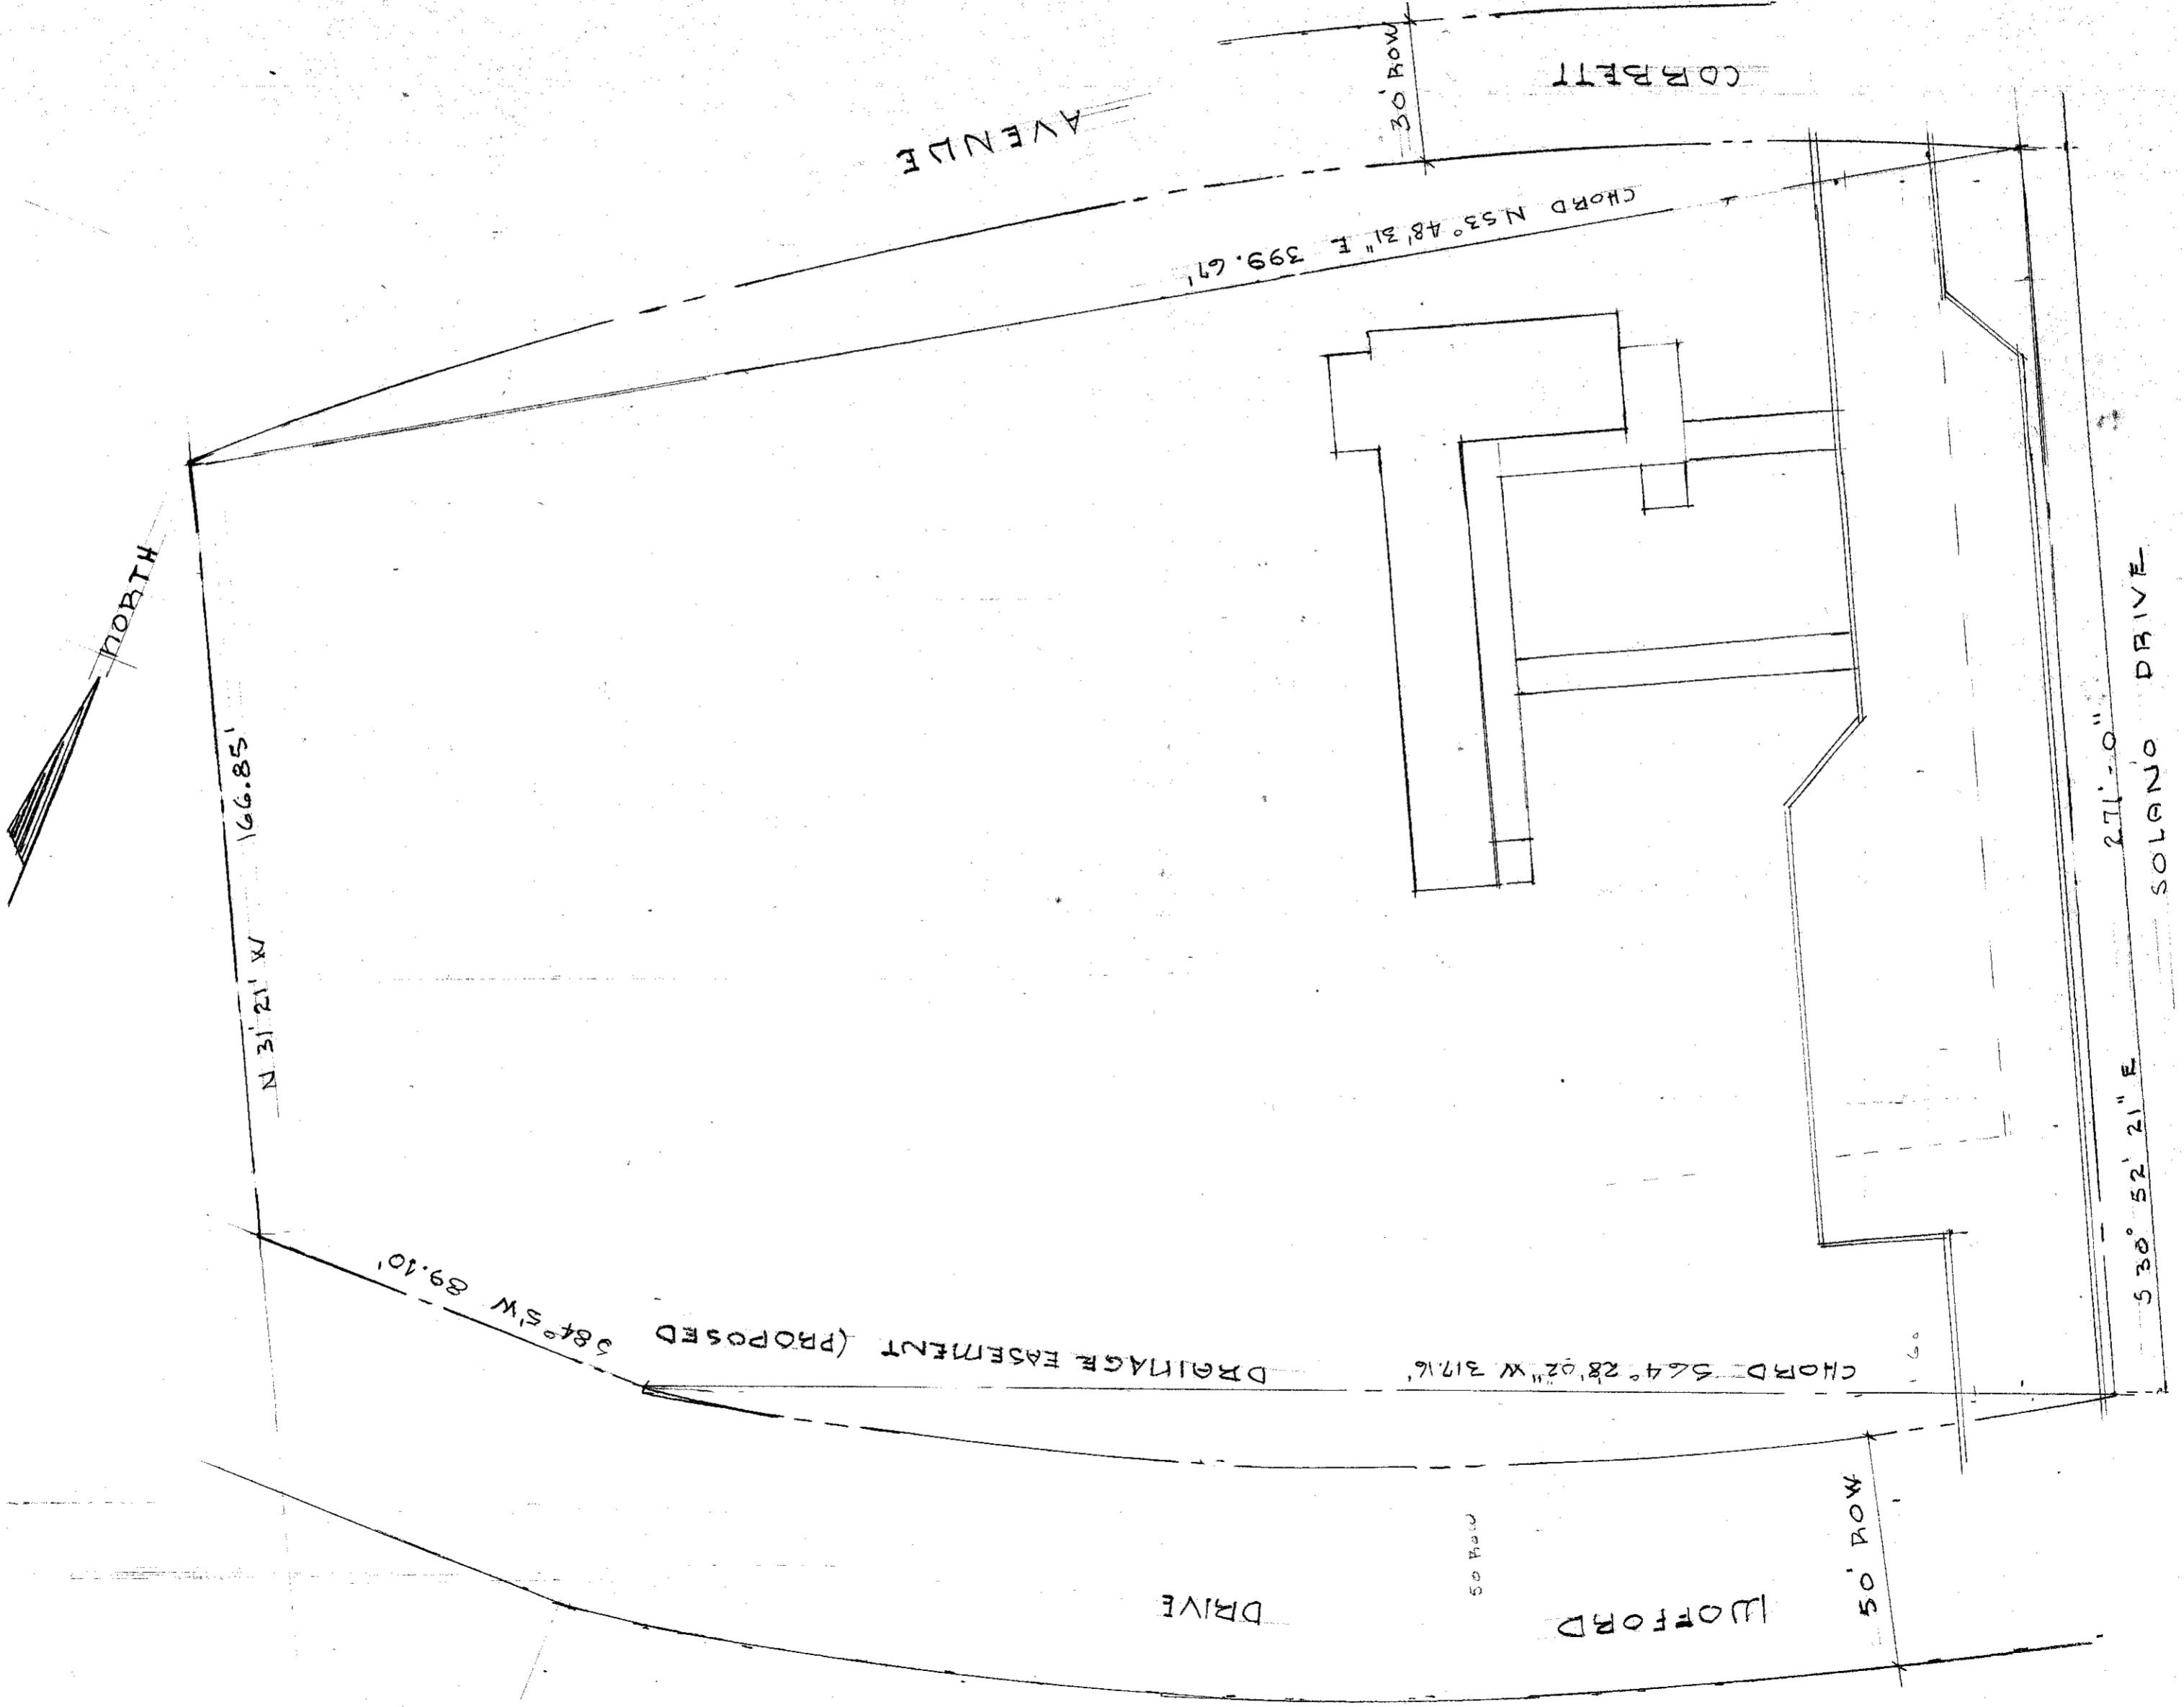 CORBETT
AVENUE
30' ROW
CHORD N53° 48' 31" E 399.67'
NORTH
N 31' 21' W 166.85'
S84° 5'W 89.10'
DRAINAGE EASEMENT (PROPOSED
CHORD S64° 28' 02" W 317.16'
60
271'-0"
S 30° 52' 21" E
SOLANO DRIVE
50 ROW
50' ROW
WOFFORD
DRIVE